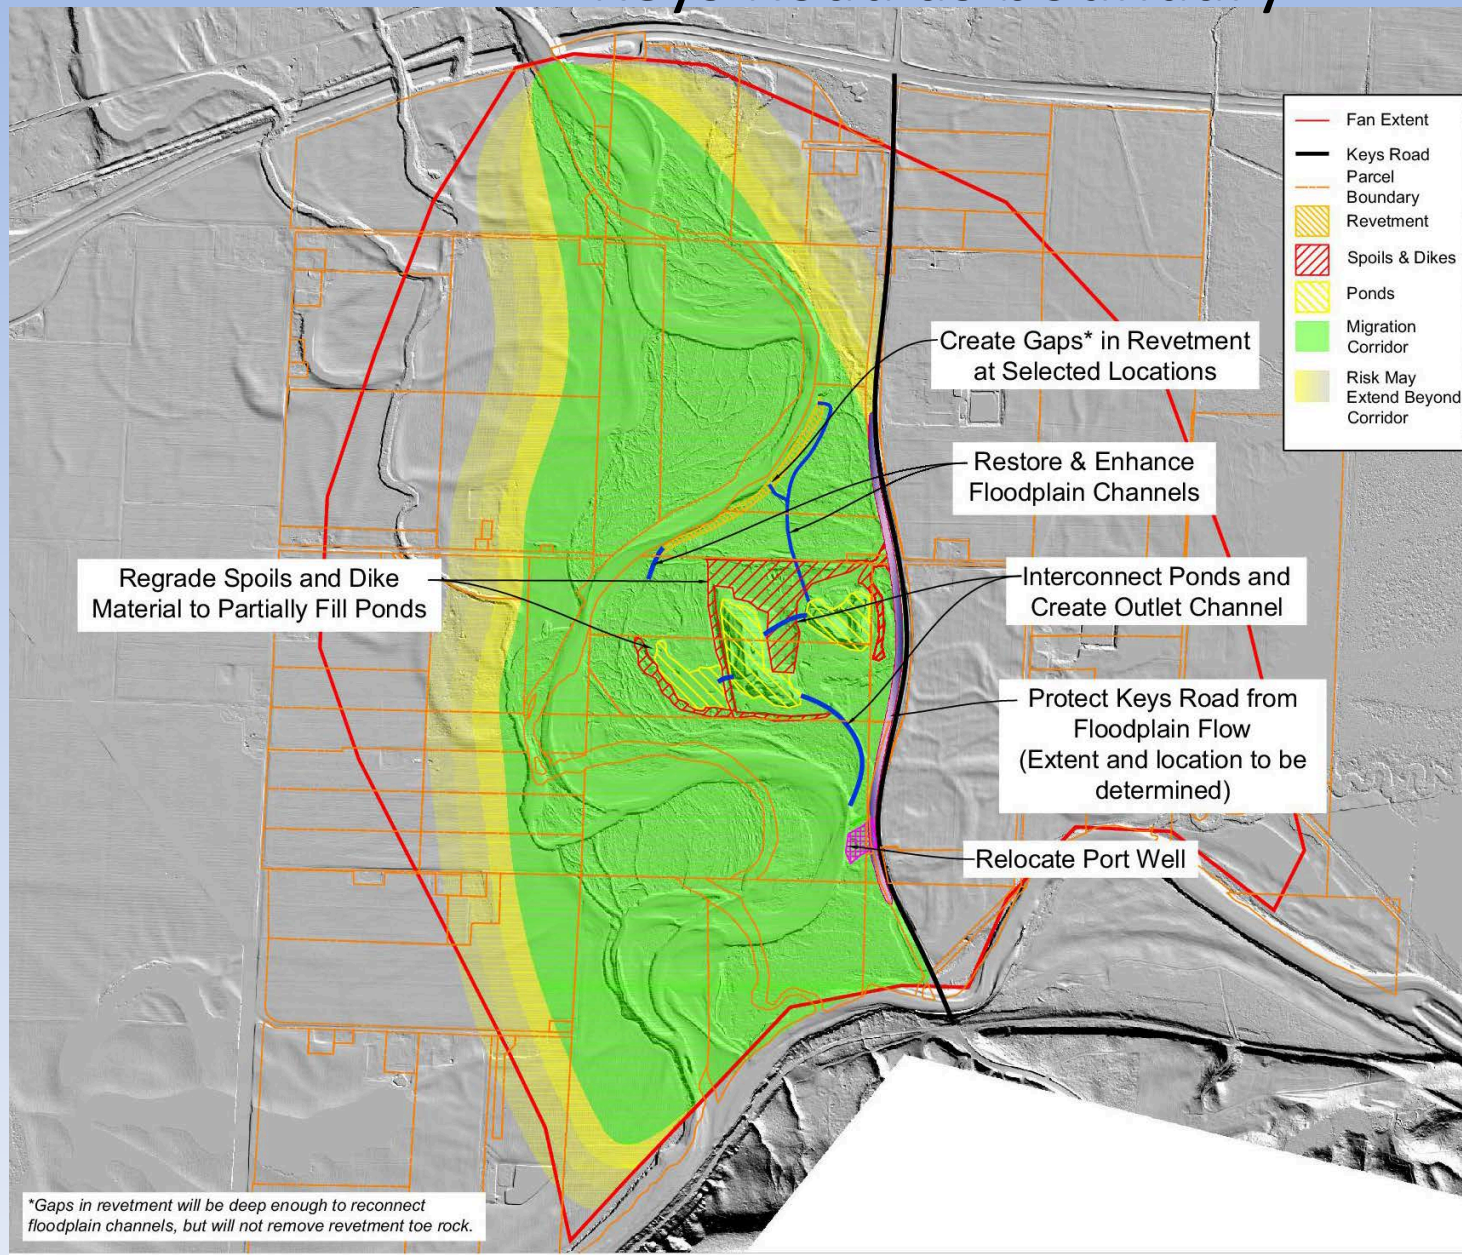 Fan Extent
Keys Road
Parcel
Boundary
Revetment
Spoils & Dikes
Ponds
Migration
Corridor
Risk May
Extend Beyond
Corridor
Create Gaps* in Revetment
at Selected Locations
Restore & Enhance
Floodplain Channels
Regrade Spoils and Dike
Material to Partially Fill Ponds
Interconnect Ponds and
Create Outlet Channel
Protect Keys Road from
Floodplain Flow
(Extent and location to be
determined)
Relocate Port Well
*Gaps in revetment will be deep enough to reconnect
floodplain channels, but will not remove revetment toe rock.